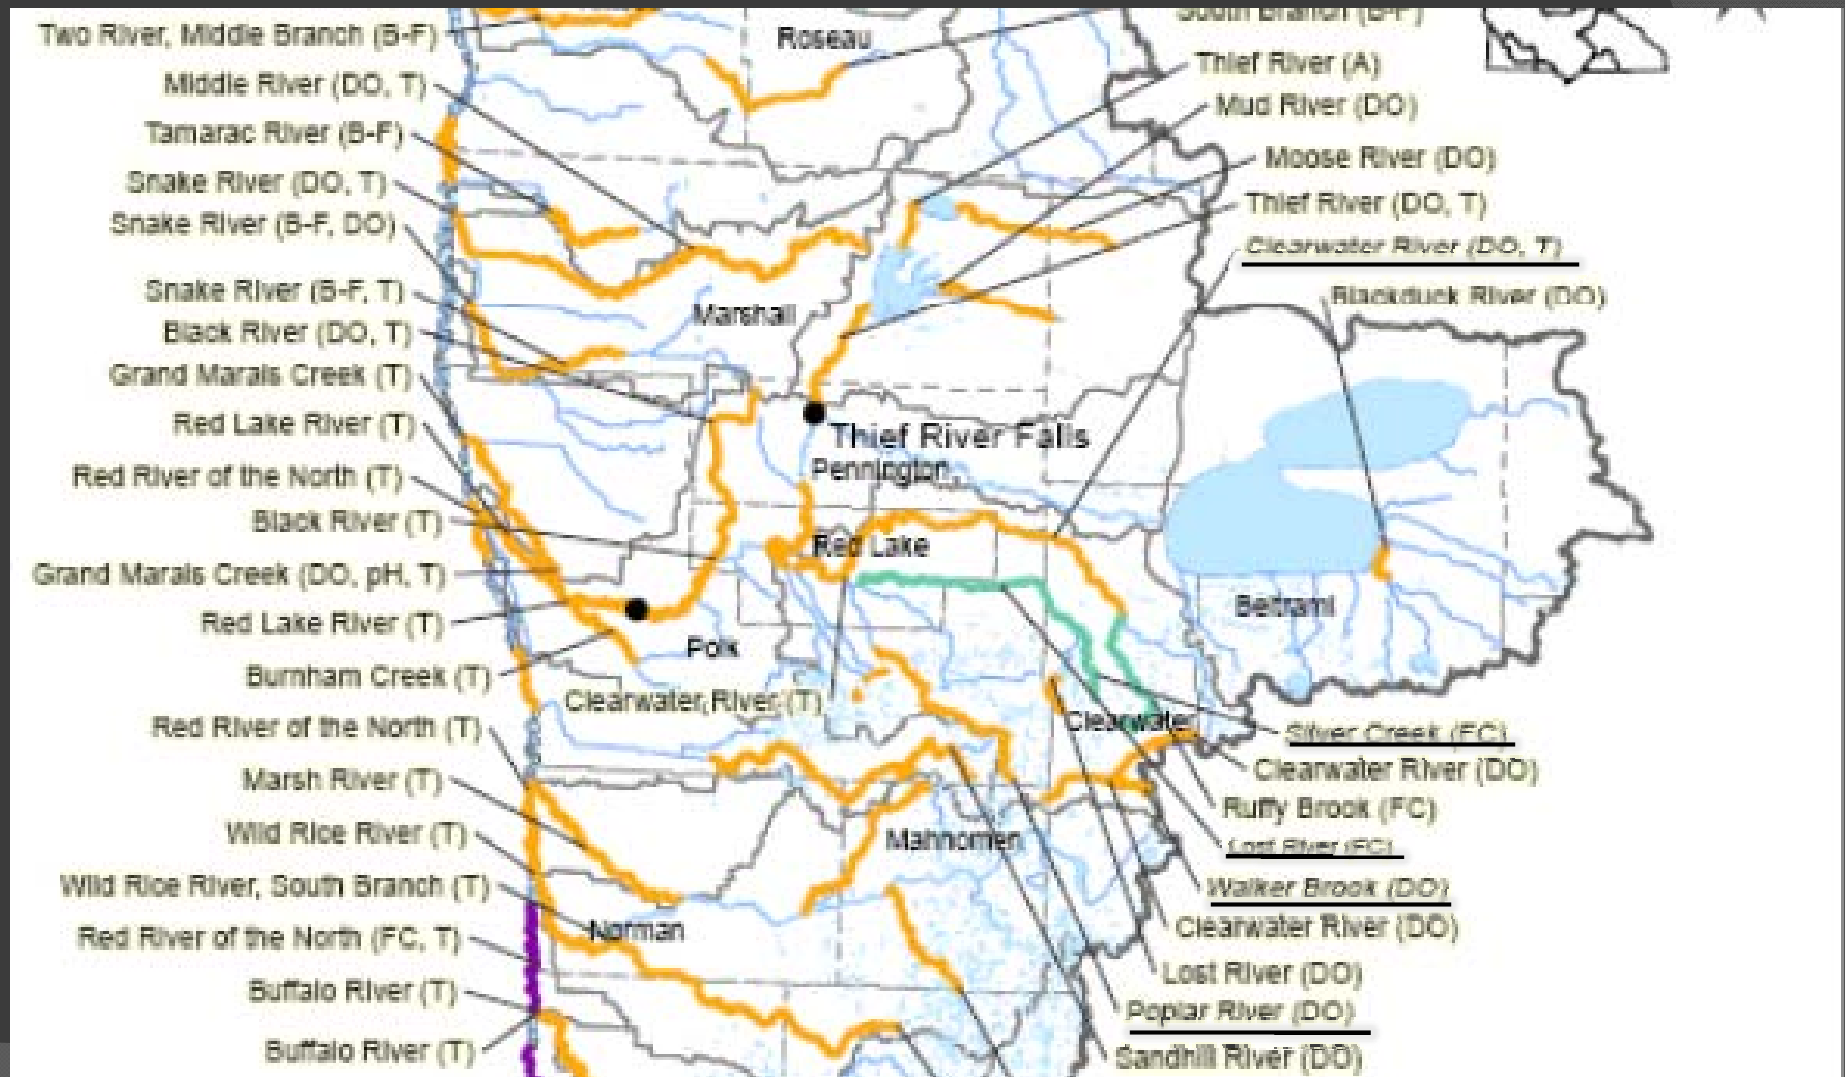 Two River, Middle Branch (B-F)
Middle River (DO, T)
Tamarac River (B-F)
Snake River (DO, T)
Snake River (B-F, DO)
Snake River (B-F, T)
Black River (DO, T)
Grand Marais Creek (T)
Red Lake River (T)
Red River of the North (T)
Black River (T)
Grand Marais Creek (DO, pH, T)
Red Lake River (T)
Burnham Creek (T)
Clearwater River (T)
Red River of the North (T)
Marsh River (T)
Wild Rice River (T)
Wild Rice River, South Branch (T)
Red River of the North (FC, T)
Buffalo River (T)
Buffalo River (T)
Roseau
Marshall
Thief River Falls
Pennington
Red Lake
Polk
Beltrami
Clearwater
Mahnomen
Norman
South Branch (B-F)
Thief River (A)
Mud River (DO)
Moose River (DO)
Thief River (DO, T)
Clearwater River (DO, T)
Blackduck River (DO)
Silver Creek (FC)
Clearwater River (DO)
Ruffy Brook (FC)
Lost River (FC)
Walker Brook (DO)
Clearwater River (DO)
Lost River (DO)
Poplar River (DO)
Sandhill River (DO)